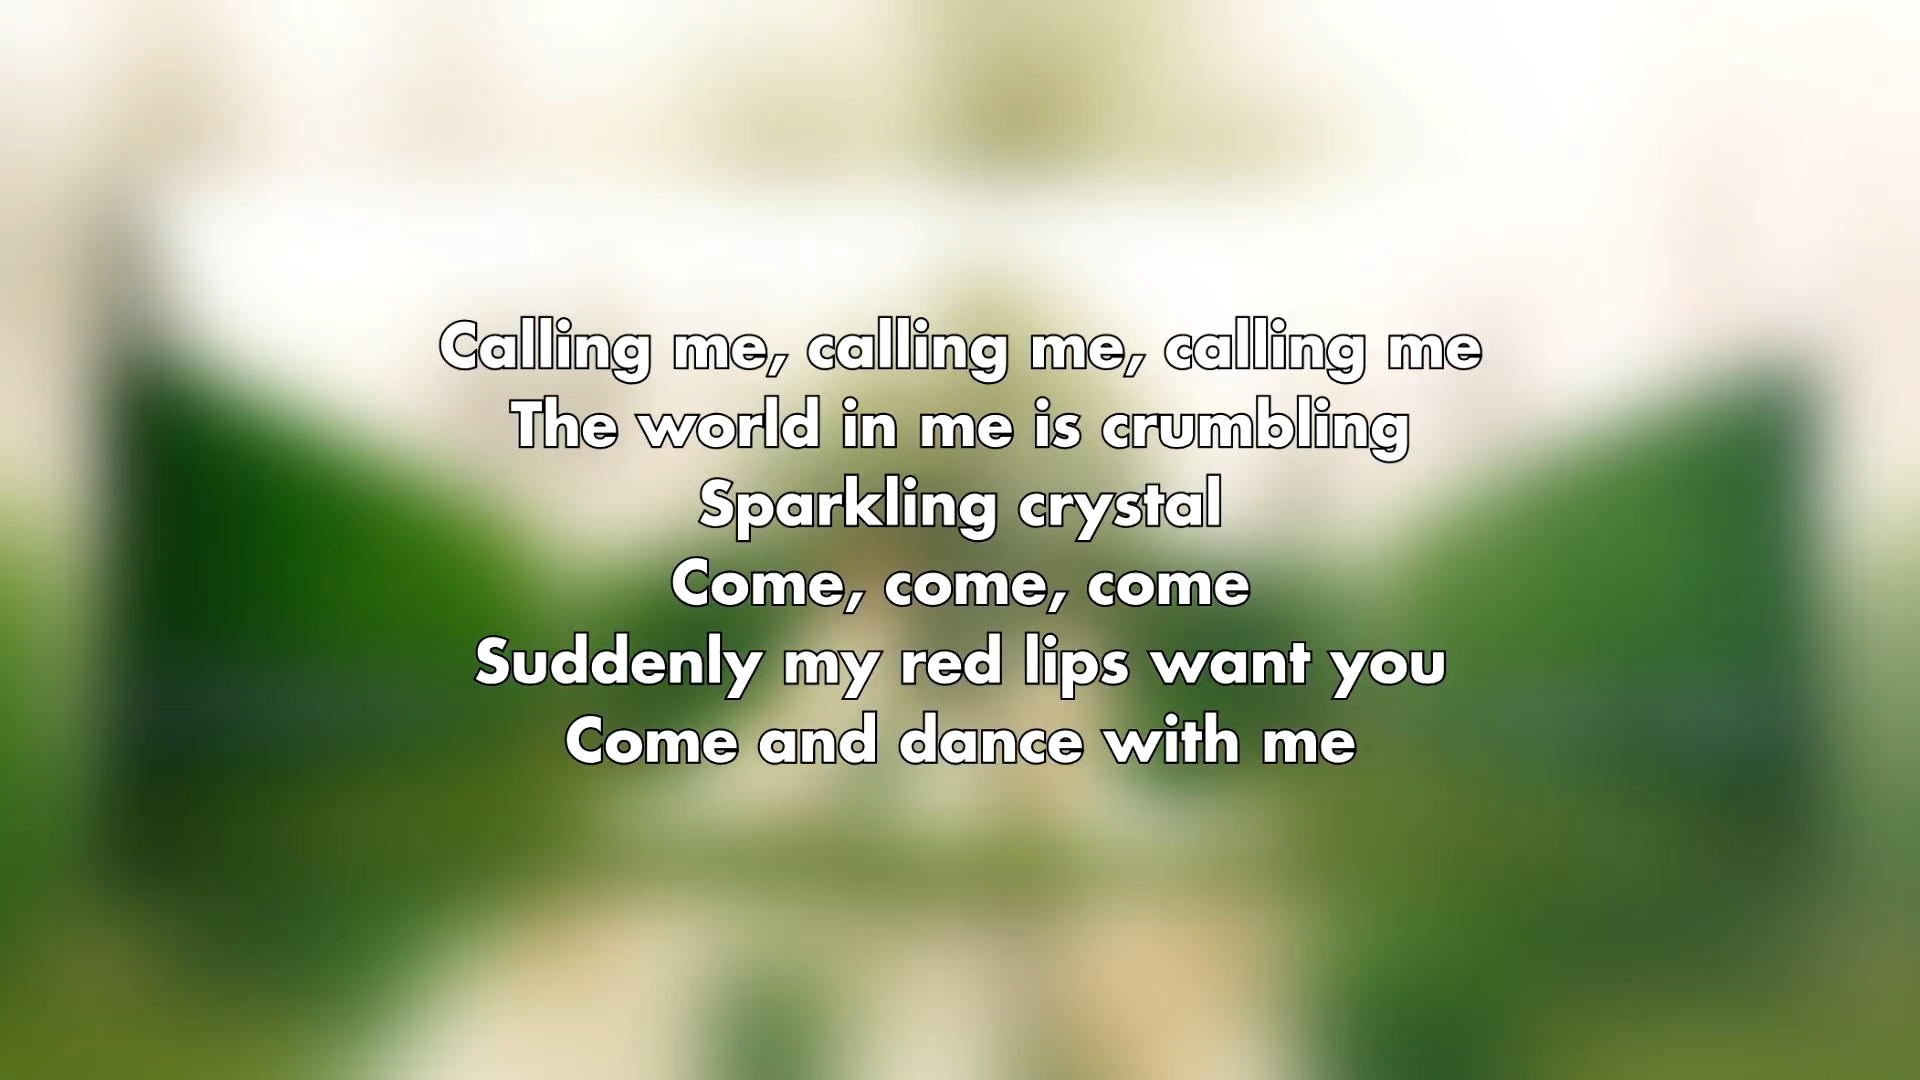 Calling me, calling me, calling me
The world in me is crumbling
Sparkling crystal
Come, come, come
Suddenly my red lips want you
Come and dance with me